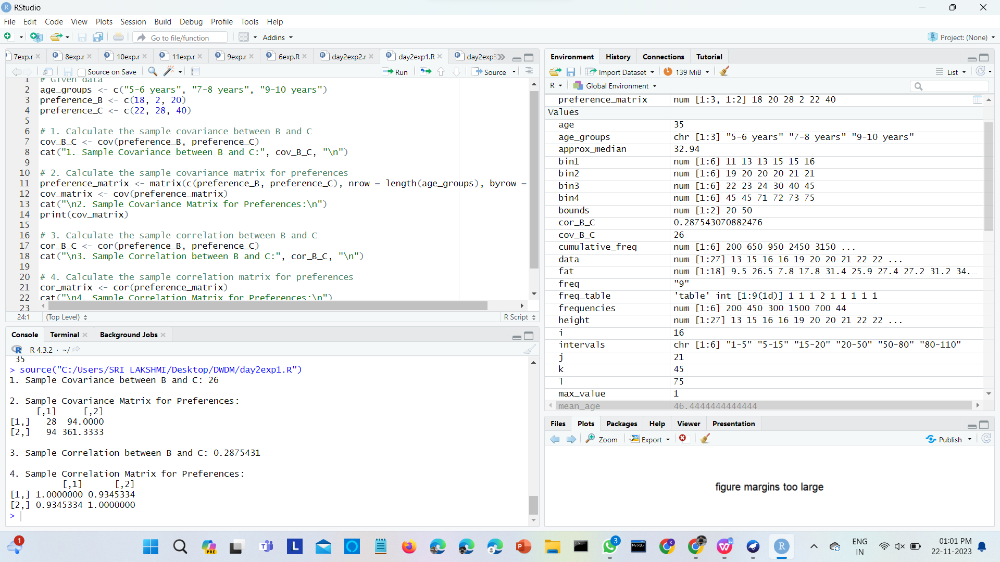 RStudio
File Edit Code View Plots Session Build Debug Profile Tools Help
Go to file/function Addins Project: (None)
7exp.r 8exp.r 10exp.r 11exp.r 9exp.r 6exp.R day2exp2.r day2exp1.R day2exp3
Source on Save Run Source
1 # Given data
2 age_groups <- c("5-6 years", "7-8 years", "9-10 years")
3 preference_B <- c(18, 2, 20)
4 preference_C <- c(22, 28, 40)
5
6 # 1. Calculate the sample covariance between B and C
7 cov_B_C <- cov(preference_B, preference_C)
8 cat("1. Sample Covariance between B and C:", cov_B_C, "\n")
9
10 # 2. Calculate the sample covariance matrix for preferences
11 preference_matrix <- matrix(c(preference_B, preference_C), nrow = length(age_groups), byrow =
12 cov_matrix <- cov(preference_matrix)
13 cat("\n2. Sample Covariance Matrix for Preferences:\n")
14 print(cov_matrix)
15
16 # 3. Calculate the sample correlation between B and C
17 cor_B_C <- cor(preference_B, preference_C)
18 cat("\n3. Sample Correlation between B and C:", cor_B_C, "\n")
19
20 # 4. Calculate the sample correlation matrix for preferences
21 cor_matrix <- cor(preference_matrix)
22 cat("\n4. Sample Correlation Matrix for Preferences:\n")
23
24:1 (Top Level) R Script
Console Terminal Background Jobs
R 4.3.2 · ~/
35
> source("C:/Users/SRI LAKSHMI/Desktop/DWDM/day2exp1.R")
1. Sample Covariance between B and C: 26
2. Sample Covariance Matrix for Preferences:
[,1] [,2]
[1,] 28 94.0000
[2,] 94 361.3333
3. Sample Correlation between B and C: 0.2875431
4. Sample Correlation Matrix for Preferences:
[,1] [,2]
[1,] 1.0000000 0.9345334
[2,] 0.9345334 1.0000000
>
Environment History Connections Tutorial
Import Dataset 139 MiB List
R Global Environment
preference_matrix num [1:3, 1:2] 18 20 28 2 22 40
Values
age 35
age_groups chr [1:3] "5-6 years" "7-8 years" "9-10 years"
approx_median 32.94
bin1 num [1:6] 11 13 13 15 15 16
bin2 num [1:6] 19 20 20 20 21 21
bin3 num [1:6] 22 23 24 30 40 45
bin4 num [1:6] 45 45 71 72 73 75
bounds num [1:2] 20 50
cor_B_C 0.287543070882476
cov_B_C 26
cumulative_freq num [1:6] 200 650 950 2450 3150 ...
data num [1:27] 13 15 16 16 19 20 20 21 22 22 ...
fat num [1:18] 9.5 26.5 7.8 17.8 31.4 25.9 27.4 27.2 31.2 34.…
freq "9"
freq_table 'table' int [1:9(1d)] 1 1 1 2 1 1 1 1 1
frequencies num [1:6] 200 450 300 1500 700 44
height num [1:27] 13 15 16 16 19 20 20 21 22 22 ...
i 16
intervals chr [1:6] "1-5" "5-15" "15-20" "20-50" "50-80" "80-110"
j 21
k 45
l 75
max_value 1
mean_age 46.4444444444444
Files Plots Packages Help Viewer Presentation
Zoom Export Publish
figure margins too large
1 PRE L P MySQL 3 K R
ENG
IN
01:01 PM
22-11-2023